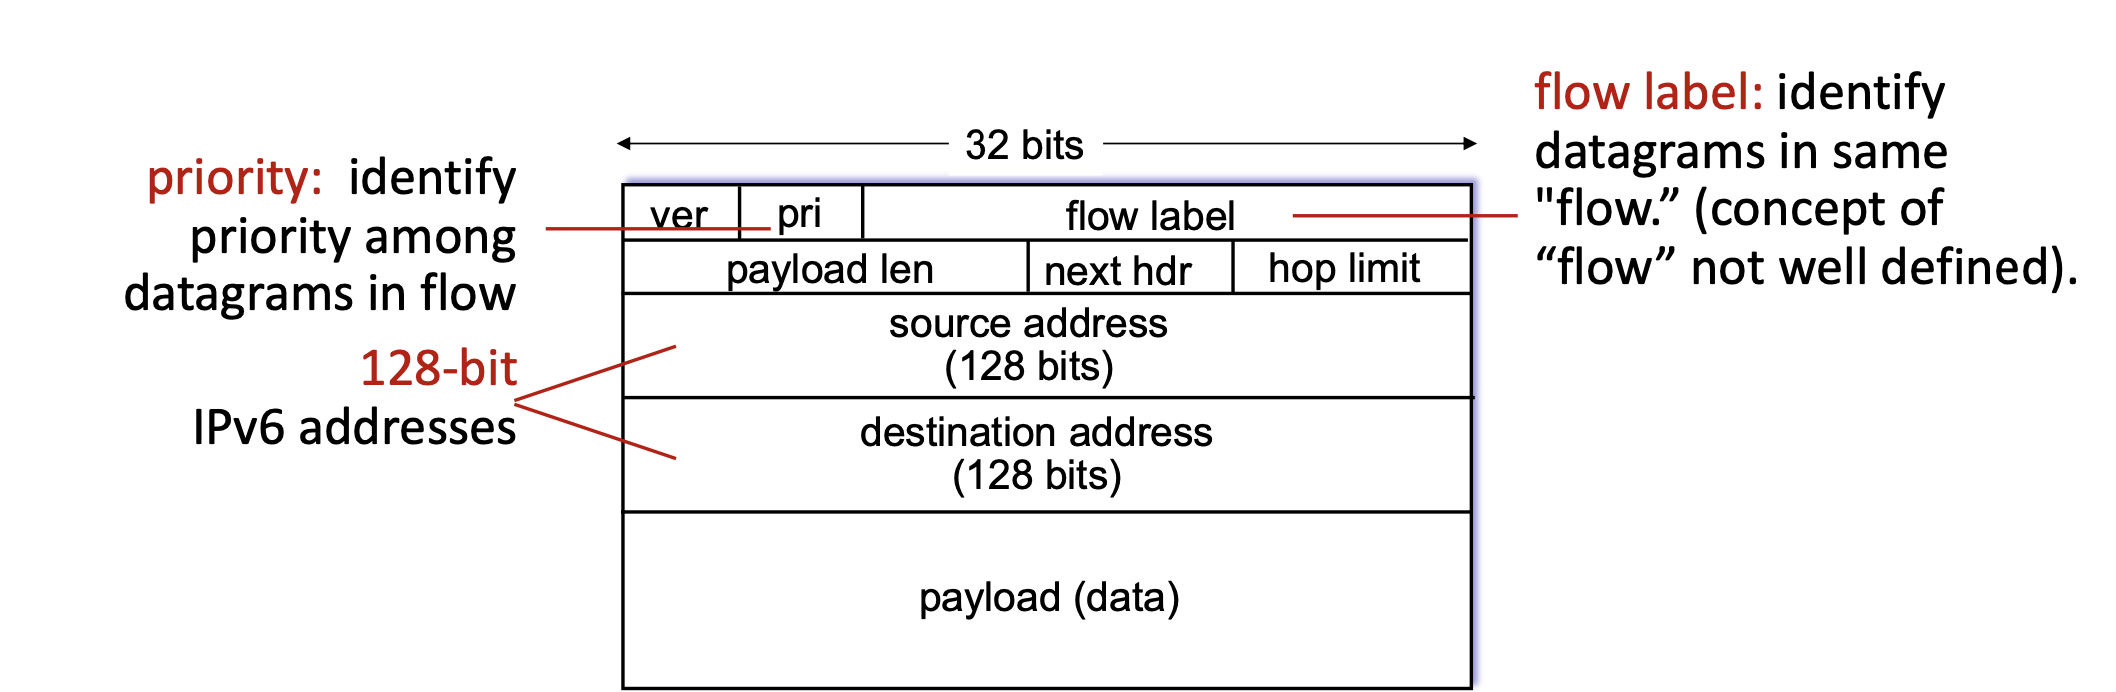 32 bits
priority: identify
priority among
datagrams in flow
128-bit
IPv6 addresses
ver pri flow label
payload len next hdr hop limit
source address
(128 bits)
destination address
(128 bits)
payload (data)
flow label: identify
datagrams in same
"flow.” (concept of
“flow” not well defined).